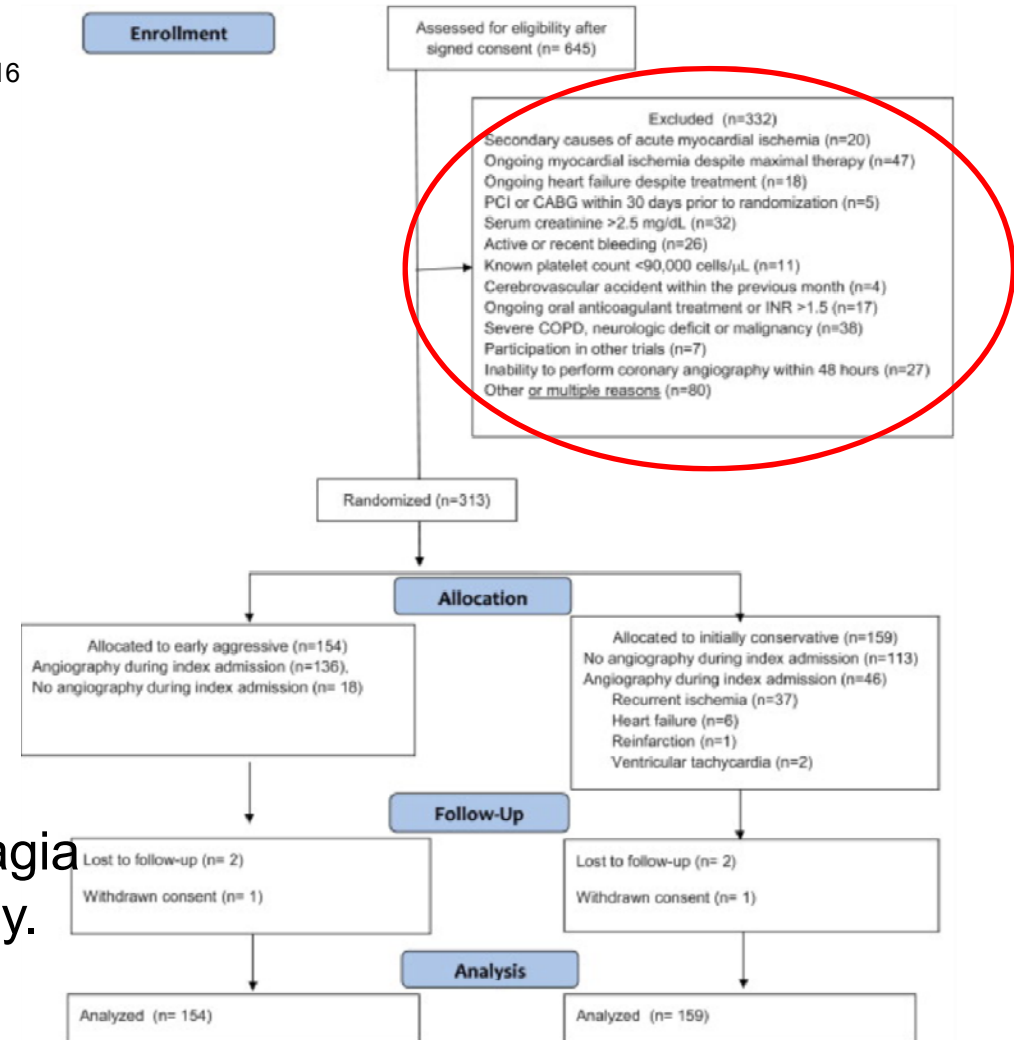 Enrollment
Assessed for eligibility after
signed consent (n= 645)
16
Excluded (n=332)
Secondary causes of acute myocardial ischemia (n=20)
Ongoing myocardial ischemia despite maximal therapy (n=47)
Ongoing heart failure despite treatment (n=18)
PCI or CABG within 30 days prior to randomization (n=5)
Serum creatinine >2.5 mg/dL (n=32)
Active or recent bleeding (n=26)
Known platelet count <90,000 cells/μL (n=11)
Cerebrovascular accident within the previous month (n=4)
Ongoing oral anticoagulant treatment or INR >1.5 (n=17)
Severe COPD, neurologic deficit or malignancy (n=38)
Participation in other trials (n=7)
Inability to perform coronary angiography within 48 hours (n=27)
Other or multiple reasons (n=80)
Randomized (n=313)
Allocation
Allocated to early aggressive (n=154)
Angiography during index admission (n=136),
No angiography during index admission (n= 18)
Allocated to initially conservative (n=159)
No angiography during index admission (n=113)
Angiography during index admission (n=46)
Recurrent ischemia (n=37)
Heart failure (n=6)
Reinfarction (n=1)
Ventricular tachycardia (n=2)
Follow-Up
agia
y.
Lost to follow-up (n= 2)
Withdrawn consent (n= 1)
Lost to follow-up (n= 2)
Withdrawn consent (n= 1)
Analysis
Analyzed (n= 154)
Analyzed (n= 159)